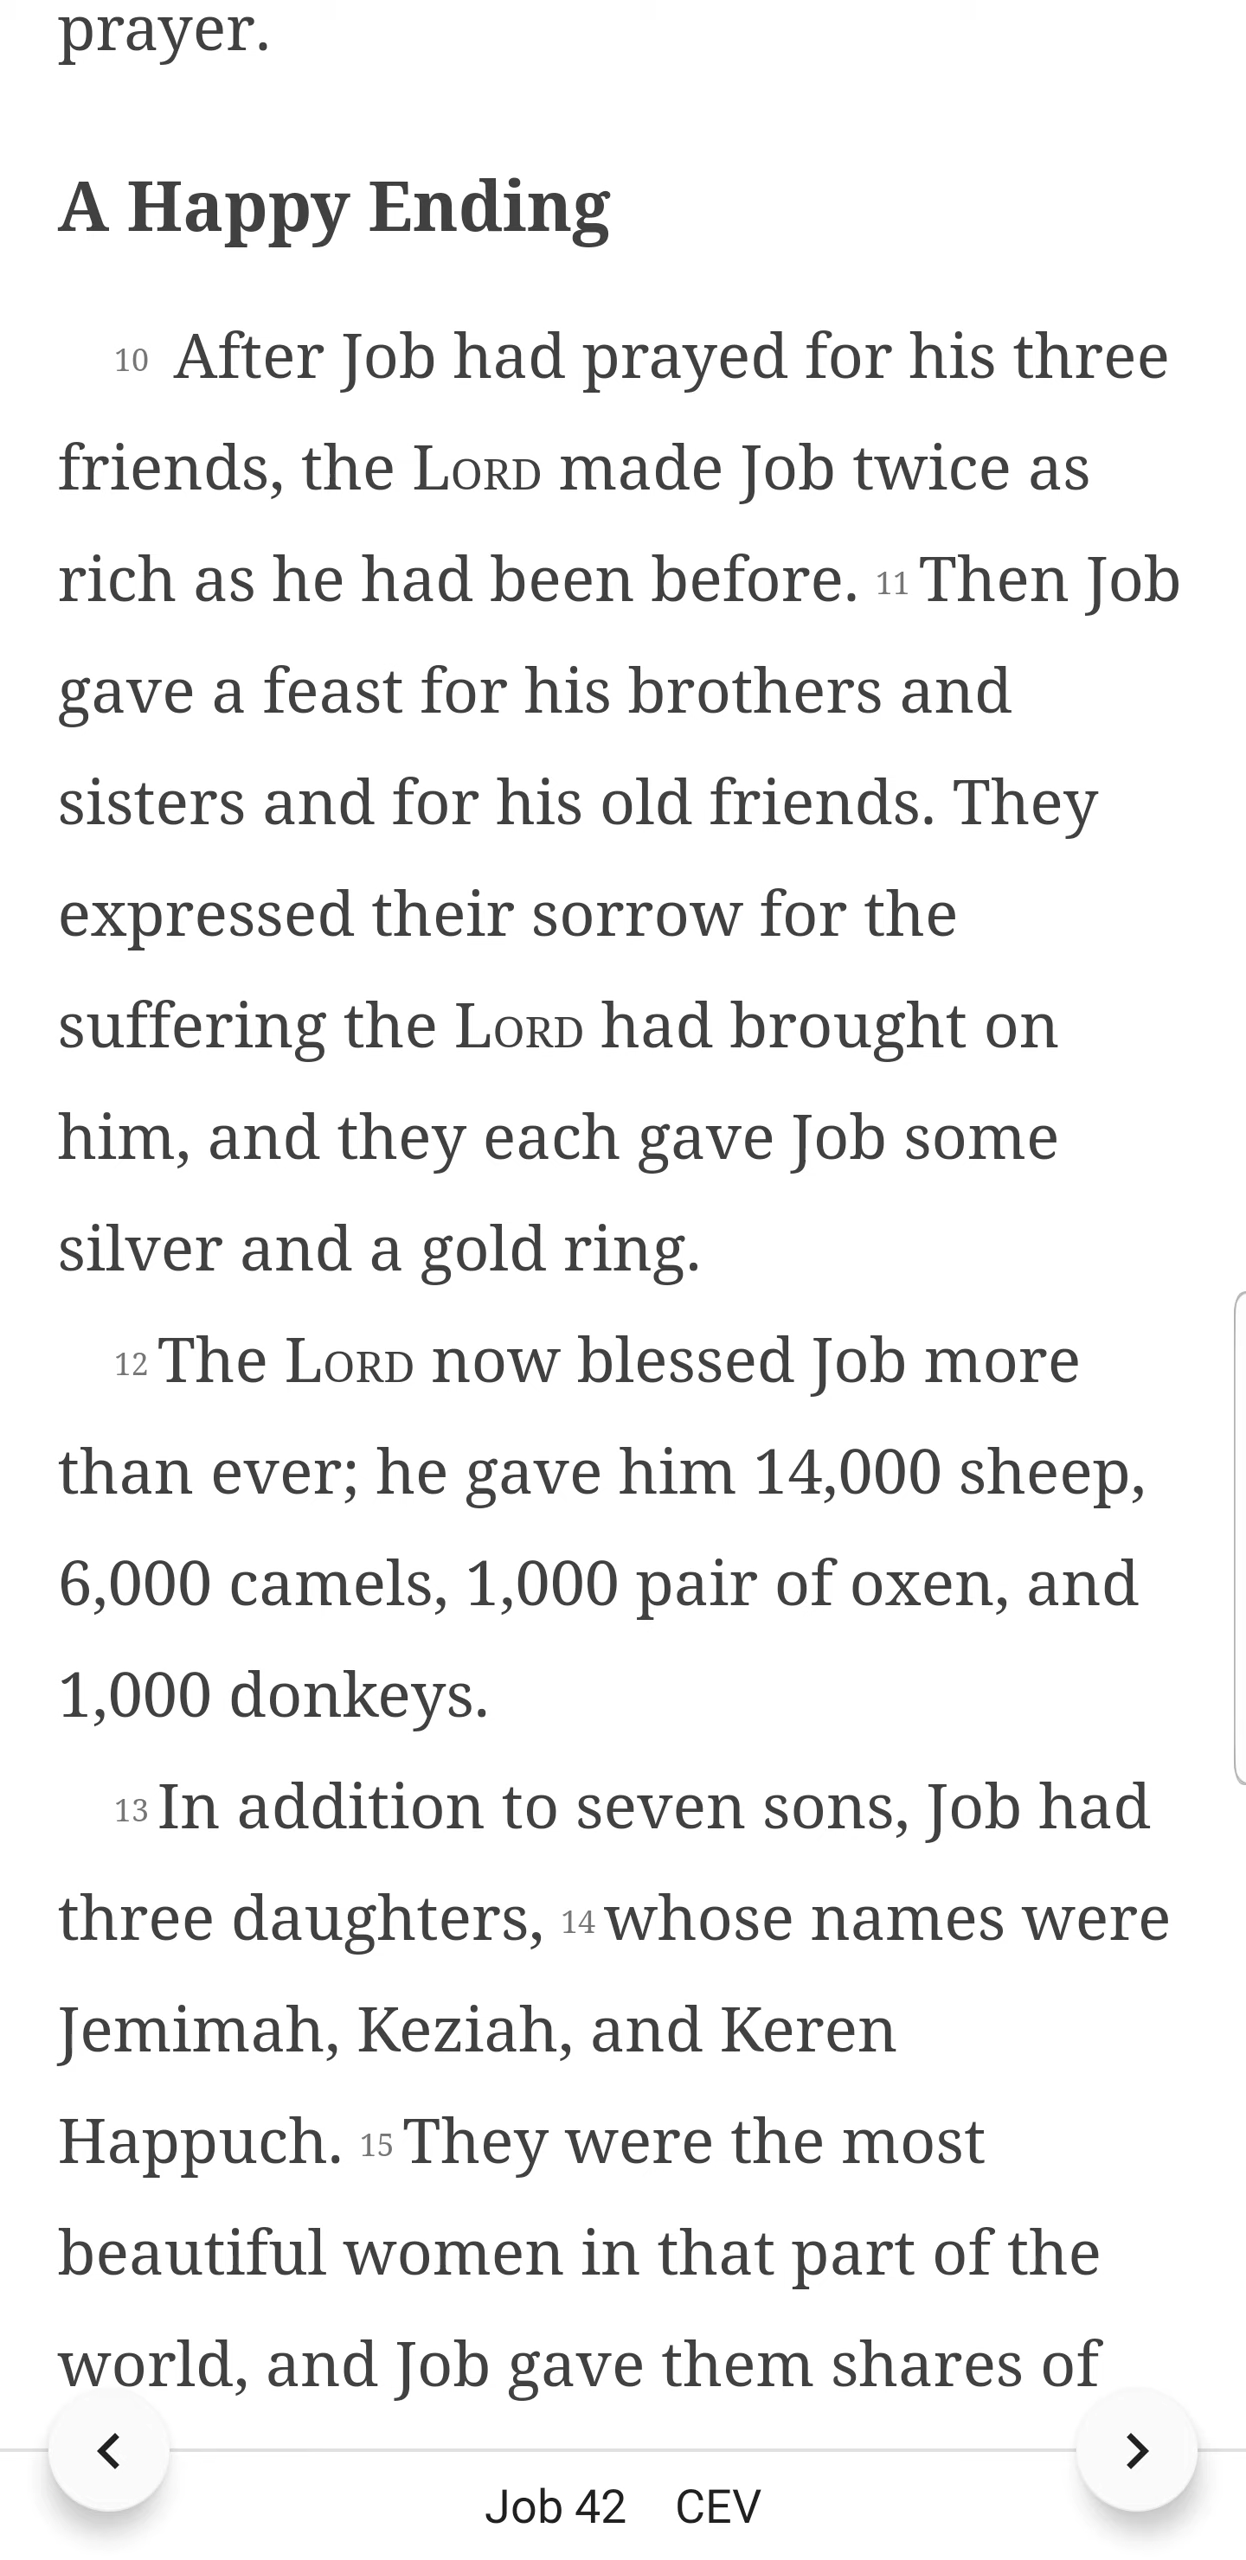 prayer.
A Happy Ending
10 After Job had prayed for his three
friends, the LORD made Job twice as
rich as he had been before. 11 Then Job
gave a feast for his brothers and
sisters and for his old friends. They
expressed their sorrow for the
suffering the LORD had brought on
him, and they each gave Job some
silver and a gold ring.
12 The LORD now blessed Job more
than ever; he gave him 14,000 sheep,
6,000 camels, 1,000 pair of oxen, and
1,000 donkeys.
13 In addition to seven sons, Job had
three daughters, 14 whose names were
Jemimah, Keziah, and Keren
Happuch. 15 They were the most
beautiful women in that part of the
world, and Job gave them shares of
Job 42 CEV